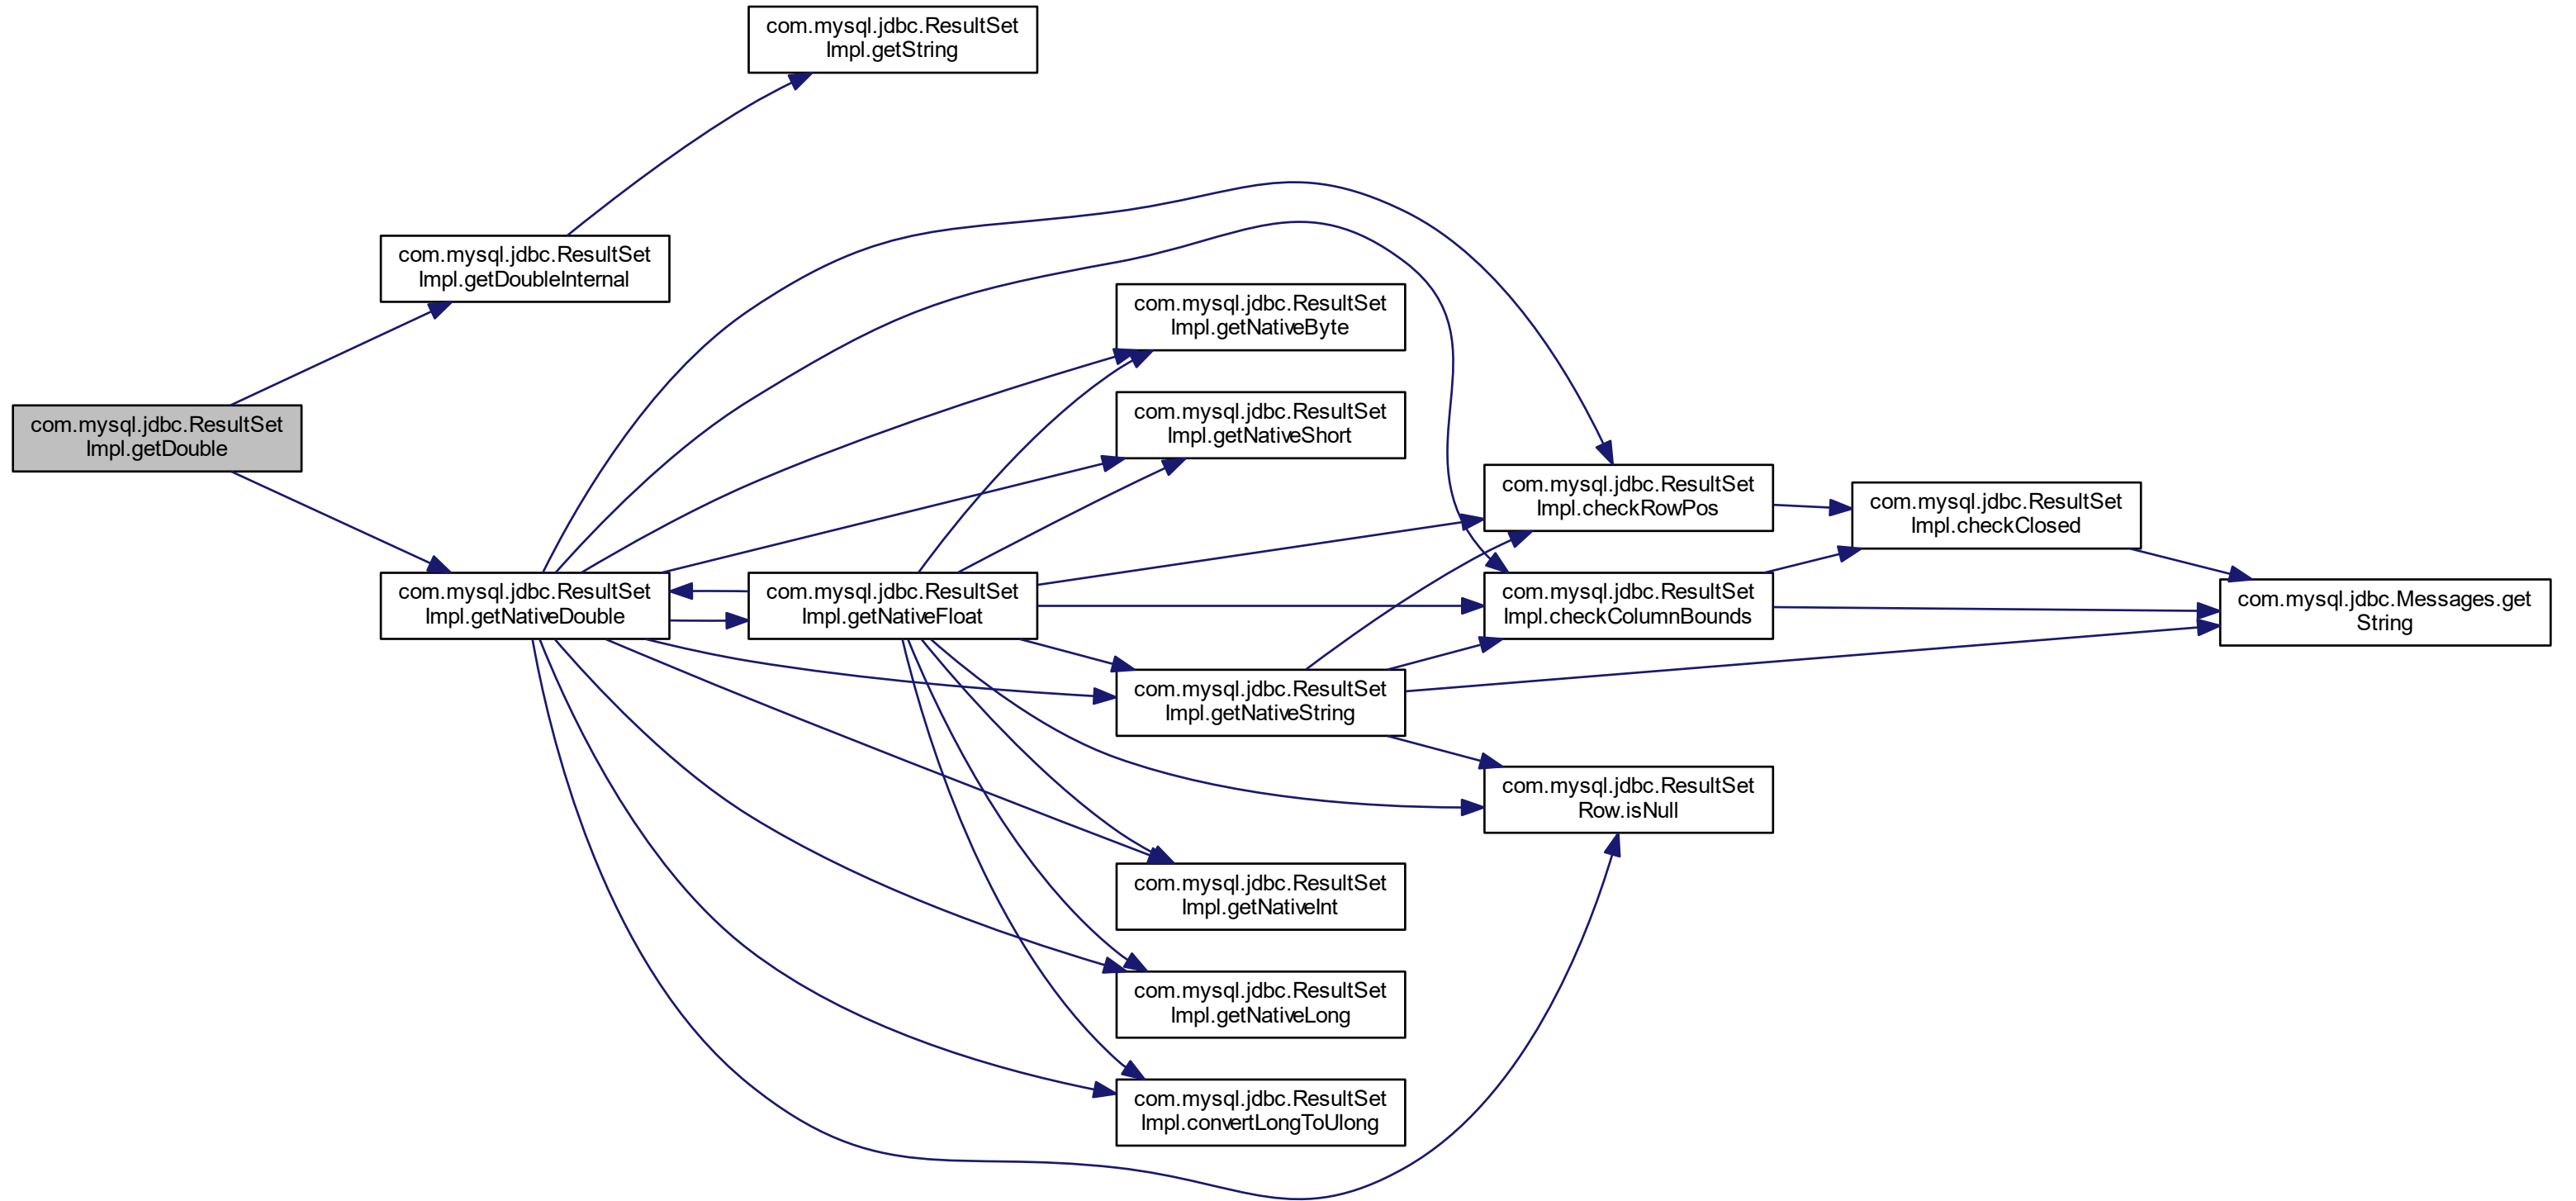 com.mysql.jdbc.ResultSet
Impl.getString
com.mysql.jdbc.ResultSet
Impl.getDoubleInternal
com.mysql.jdbc.ResultSet
Impl.getNativeByte
com.mysql.jdbc.ResultSet
Impl.getDouble
com.mysql.jdbc.ResultSet
Impl.getNativeShort
com.mysql.jdbc.ResultSet
Impl.checkRowPos
com.mysql.jdbc.ResultSet
Impl.checkClosed
com.mysql.jdbc.ResultSet
Impl.getNativeDouble
com.mysql.jdbc.ResultSet
Impl.getNativeFloat
com.mysql.jdbc.ResultSet
Impl.checkColumnBounds
com.mysql.jdbc.Messages.get
String
com.mysql.jdbc.ResultSet
Impl.getNativeString
com.mysql.jdbc.ResultSet
Row.isNull
com.mysql.jdbc.ResultSet
Impl.getNativeInt
com.mysql.jdbc.ResultSet
Impl.getNativeLong
com.mysql.jdbc.ResultSet
Impl.convertLongToUlong